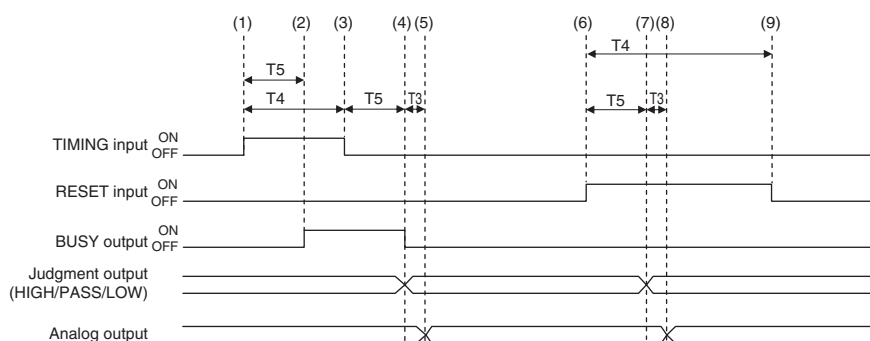 (1) (2) (3) (4) (5) (6) (7) (8) (9)
T4
T5
T4 T5 T3 T5 T3
TIMING input ON
OFF
RESET input ON
OFF
BUSY output ON
OFF
Judgment output
(HIGH/PASS/LOW)
Analog output